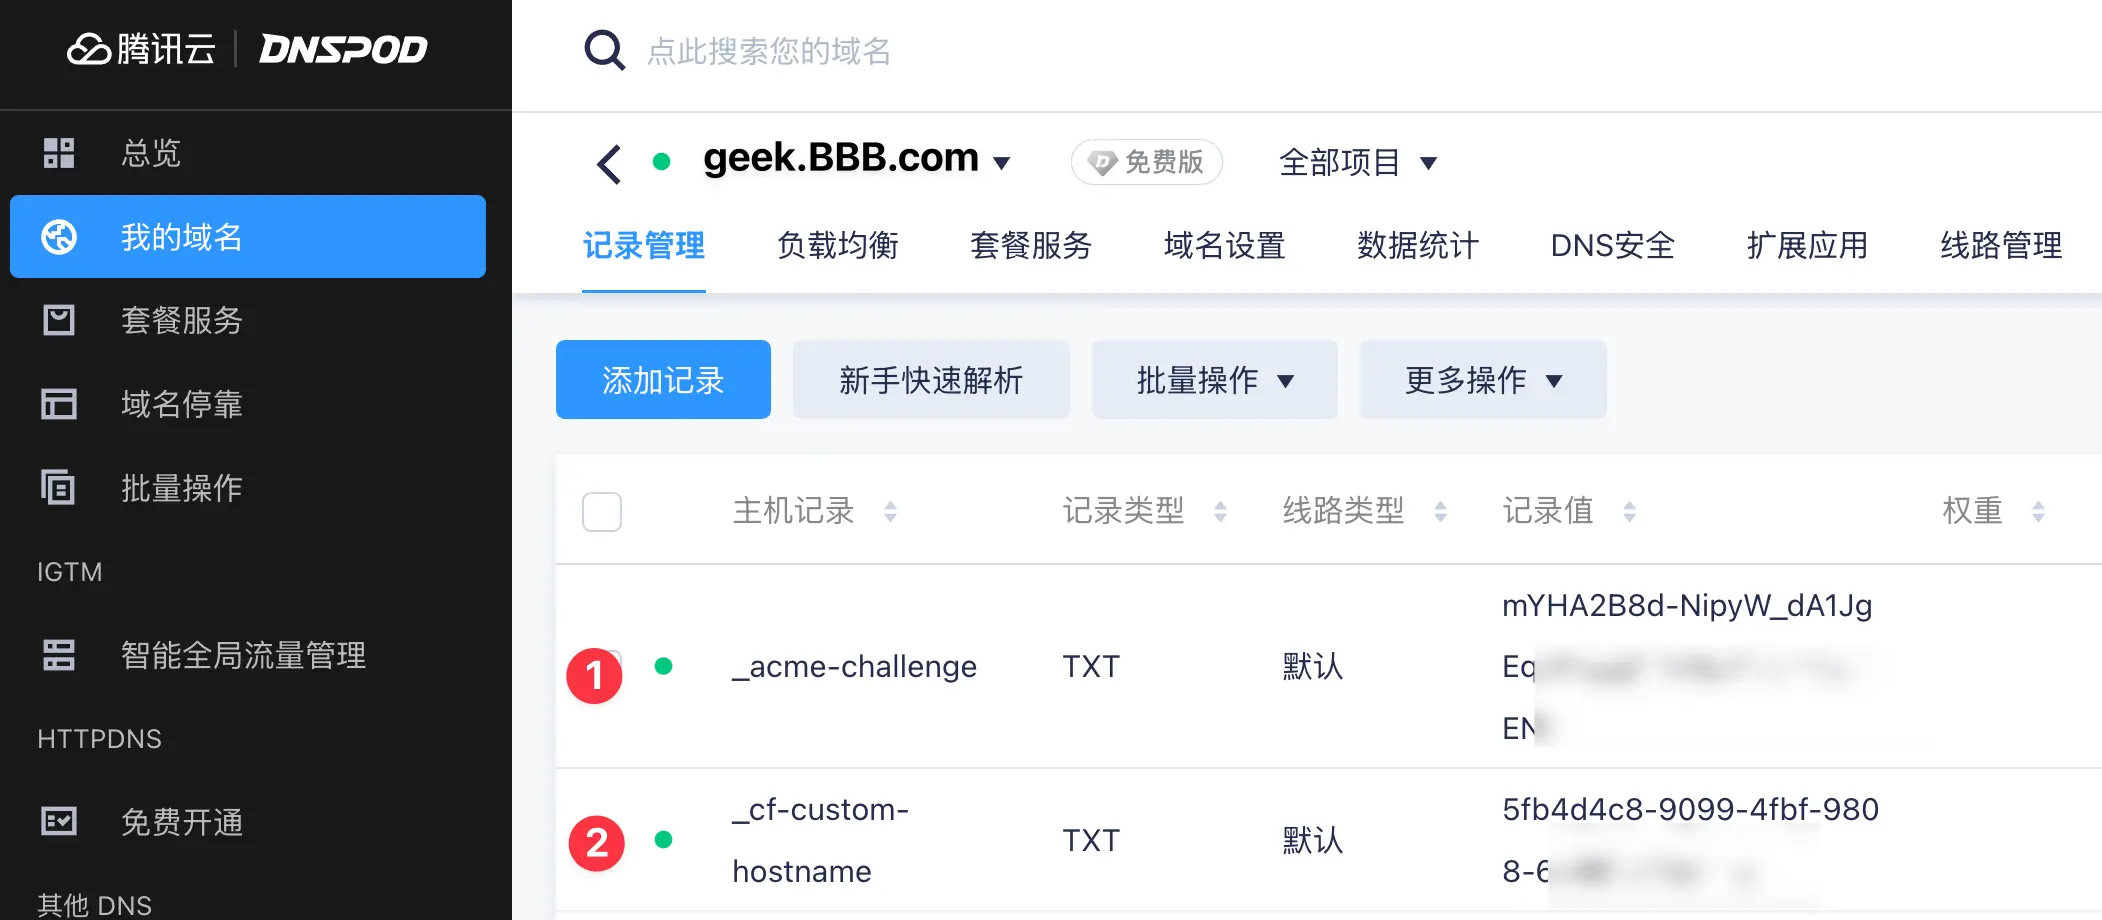 腾讯云 DNSPOD
点此搜索您的域名
总览
我的域名
套餐服务
域名停靠
批量操作
IGTM
智能全局流量管理
HTTPDNS
免费开通
其他 DNS
geek.BBB.com 免费版 全部项目
记录管理 负载均衡 套餐服务 域名设置 数据统计 DNS安全 扩展应用 线路管理
添加记录 新手快速解析 批量操作 更多操作
主机记录 记录类型 线路类型 记录值 权重
1 _acme-challenge TXT 默认
mYHA2B8d-NipyW_dA1Jg
Eq
EN
2 _cf-custom-
hostname
TXT 默认
5fb4d4c8-9099-4fbf-980
8-6